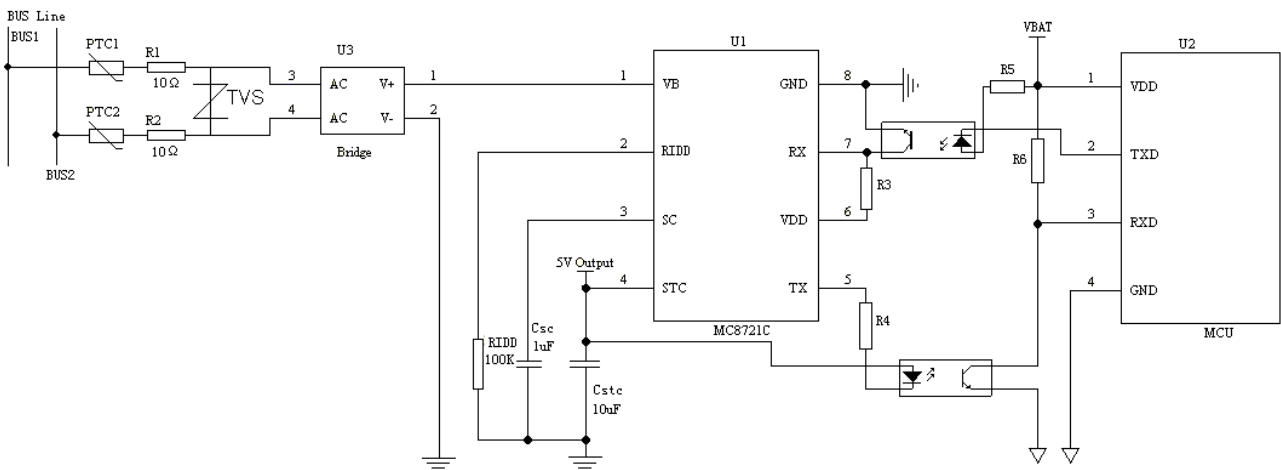 BUS Line
BUS1
PTC1
R1
10Ω
TVS
PTC2
R2
10Ω
BUS2
U3
3
4
AC
AC
V+
V-
1
2
Bridge
U1
1
VB
2
RIDD
3
SC
4
STC
GND
8
RX
7
VDD
6
TX
5
MC8721C
R3
R4
5V Output
RIDD
100K
Csc
1uF
Cstc
10uF
VBAT
R5
R6
U2
1
VDD
2
TXD
3
RXD
4
GND
MCU